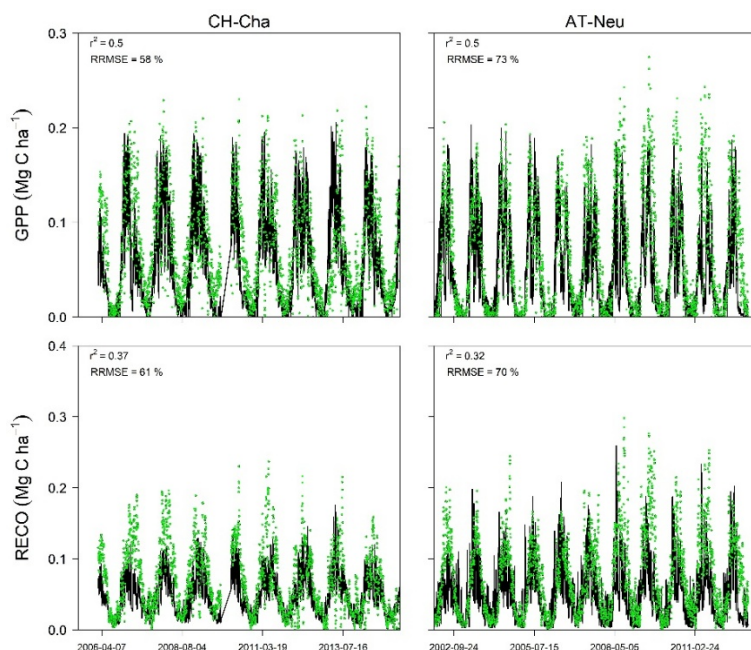 CH-Cha
AT-Neu
GPP (Mg C ha⁻¹)
0.3
0.2
0.1
0.0
r² = 0.5
RRMSE = 58 %
r² = 0.5
RRMSE = 73 %
RECO (Mg C ha⁻¹)
0.4
0.3
0.2
0.1
0.0
r² = 0.37
RRMSE = 61 %
r² = 0.32
RRMSE = 70 %
2006-04-07 2008-08-04 2011-03-19 2013-07-16
2002-09-24 2005-07-15 2008-05-05 2011-02-24